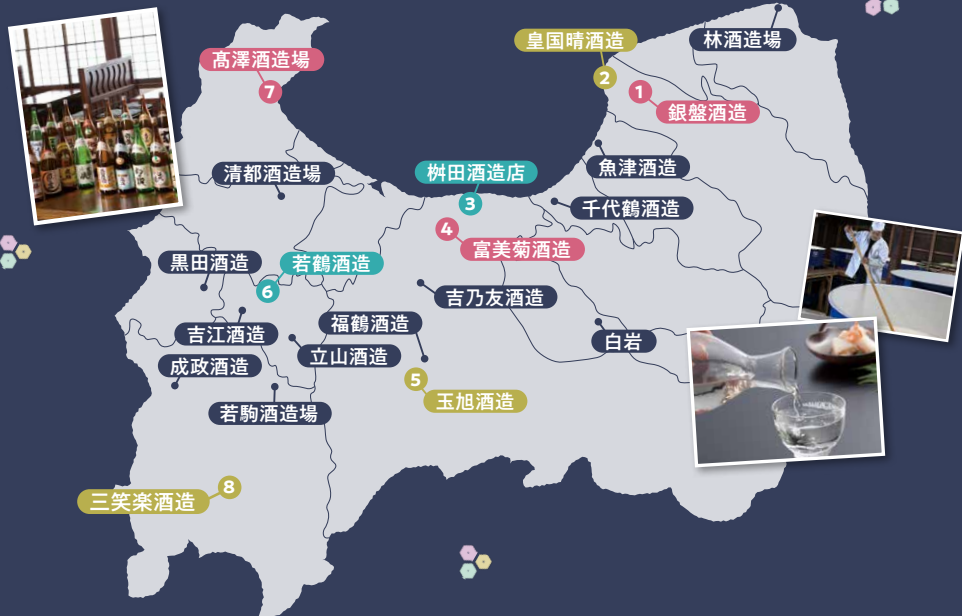 髙澤酒造場
7
皇国晴酒造
2
林酒造場
1
銀盤酒造
清都酒造場
桝田酒造店
3
魚津酒造
千代鶴酒造
4
富美菊酒造
黒田酒造
若鶴酒造
6
吉乃友酒造
吉江酒造
福鶴酒造
立山酒造
白岩
成政酒造
5
玉旭酒造
若駒酒造場
三笑楽酒造
8